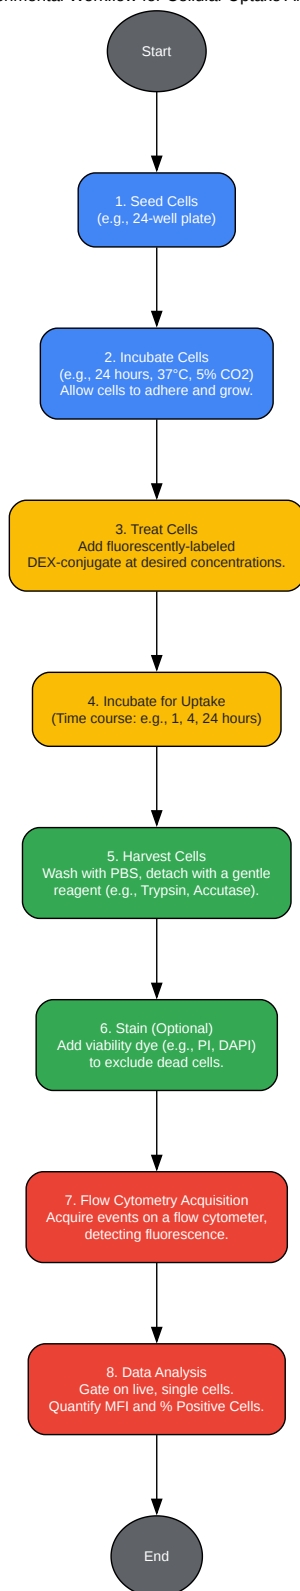 Workflow for Cellular Uptake
Start
1. Seed Cells
(e.g., 24-well plate)
2. Incubate Cells
(e.g., 24 hours, 37°C, 5% CO2)
Allow cells to adhere and grow.
3. Treat Cells
Add fluorescently-labeled
DEX-conjugate at desired concentrations.
4. Incubate for Uptake
(Time course: e.g., 1, 4, 24 hours)
5. Harvest Cells
Wash with PBS, detach with a gentle
reagent (e.g., Trypsin, Accutase).
6. Stain (Optional)
Add viability dye (e.g., PI, DAPI)
to exclude dead cells.
7. Flow Cytometry Acquisition
Acquire events on a flow cytometer,
detecting fluorescence.
8. Data Analysis
Gate on live, single cells.
Quantify MFI and % Positive Cells.
End